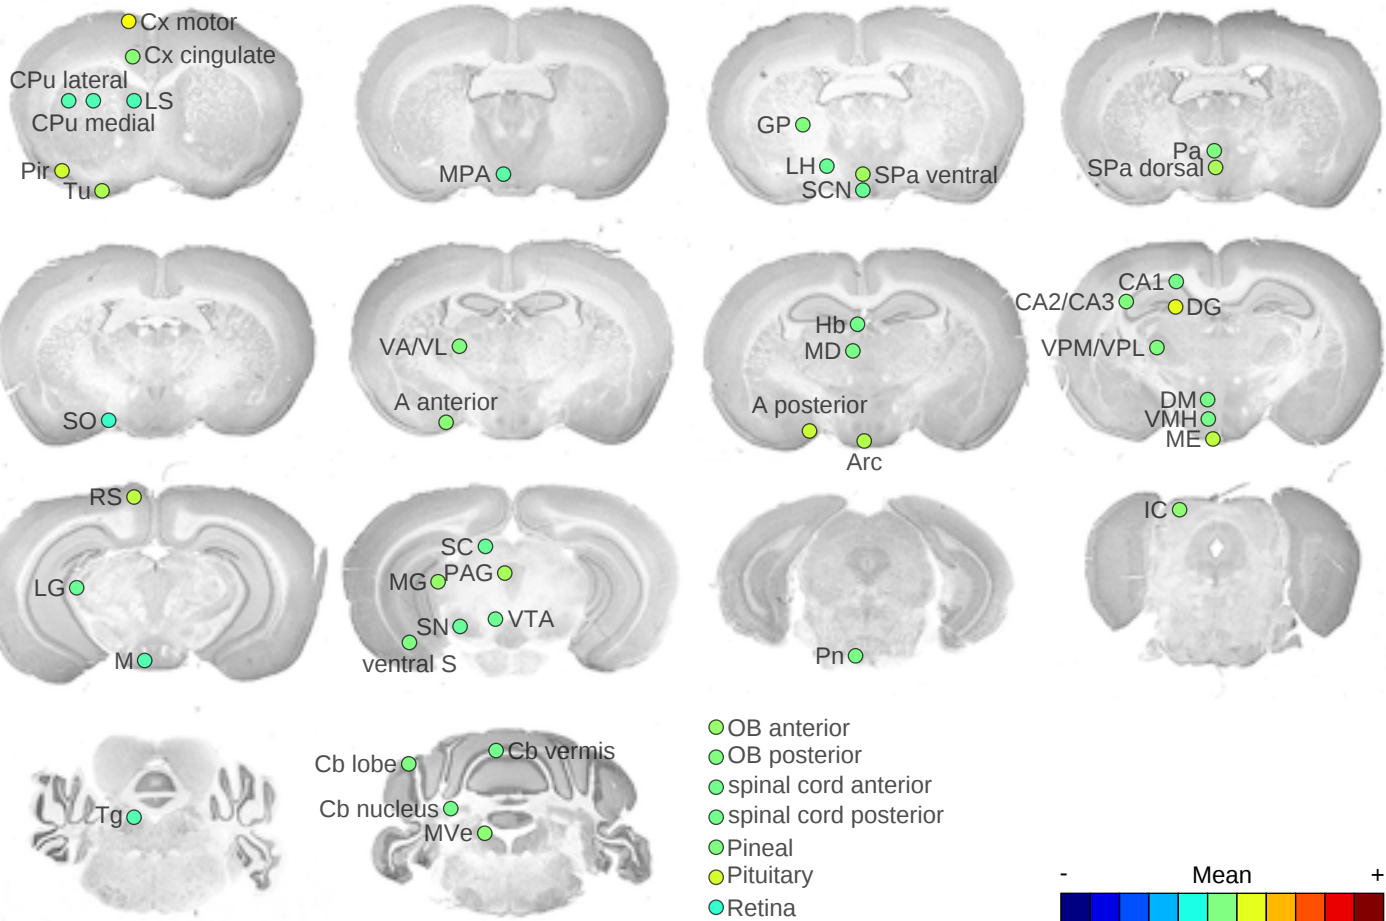 Cx motor
Cx cingulate
CPu lateral
LS
CPu medial
Pir
Tu
MPA
GP
LH
SPa ventral
SCN
Pa
SPa dorsal
SO
VA/VL
A anterior
Hb
MD
A posterior
Arc
CA1
CA2/CA3
DG
VPM/VPL
DM
VMH
ME
RS
LG
M
SC
MG
PAG
SN
VTA
ventral S
Pn
IC
Tg
Cb lobe
Cb vermis
Cb nucleus
MVe
OB anterior
OB posterior
spinal cord anterior
spinal cord posterior
Pineal
Pituitary
Retina
- Mean +